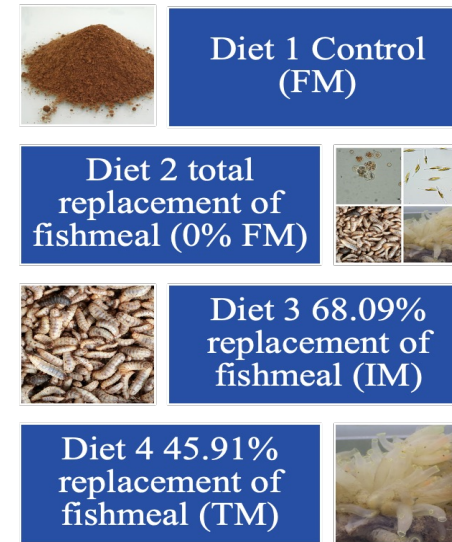 Diet 1 Control
(FM)
Diet 2 total
replacement of
fishmeal (0% FM)
Diet 3 68.09%
replacement of
fishmeal (IM)
Diet 4 45.91%
replacement of
fishmeal (TM)